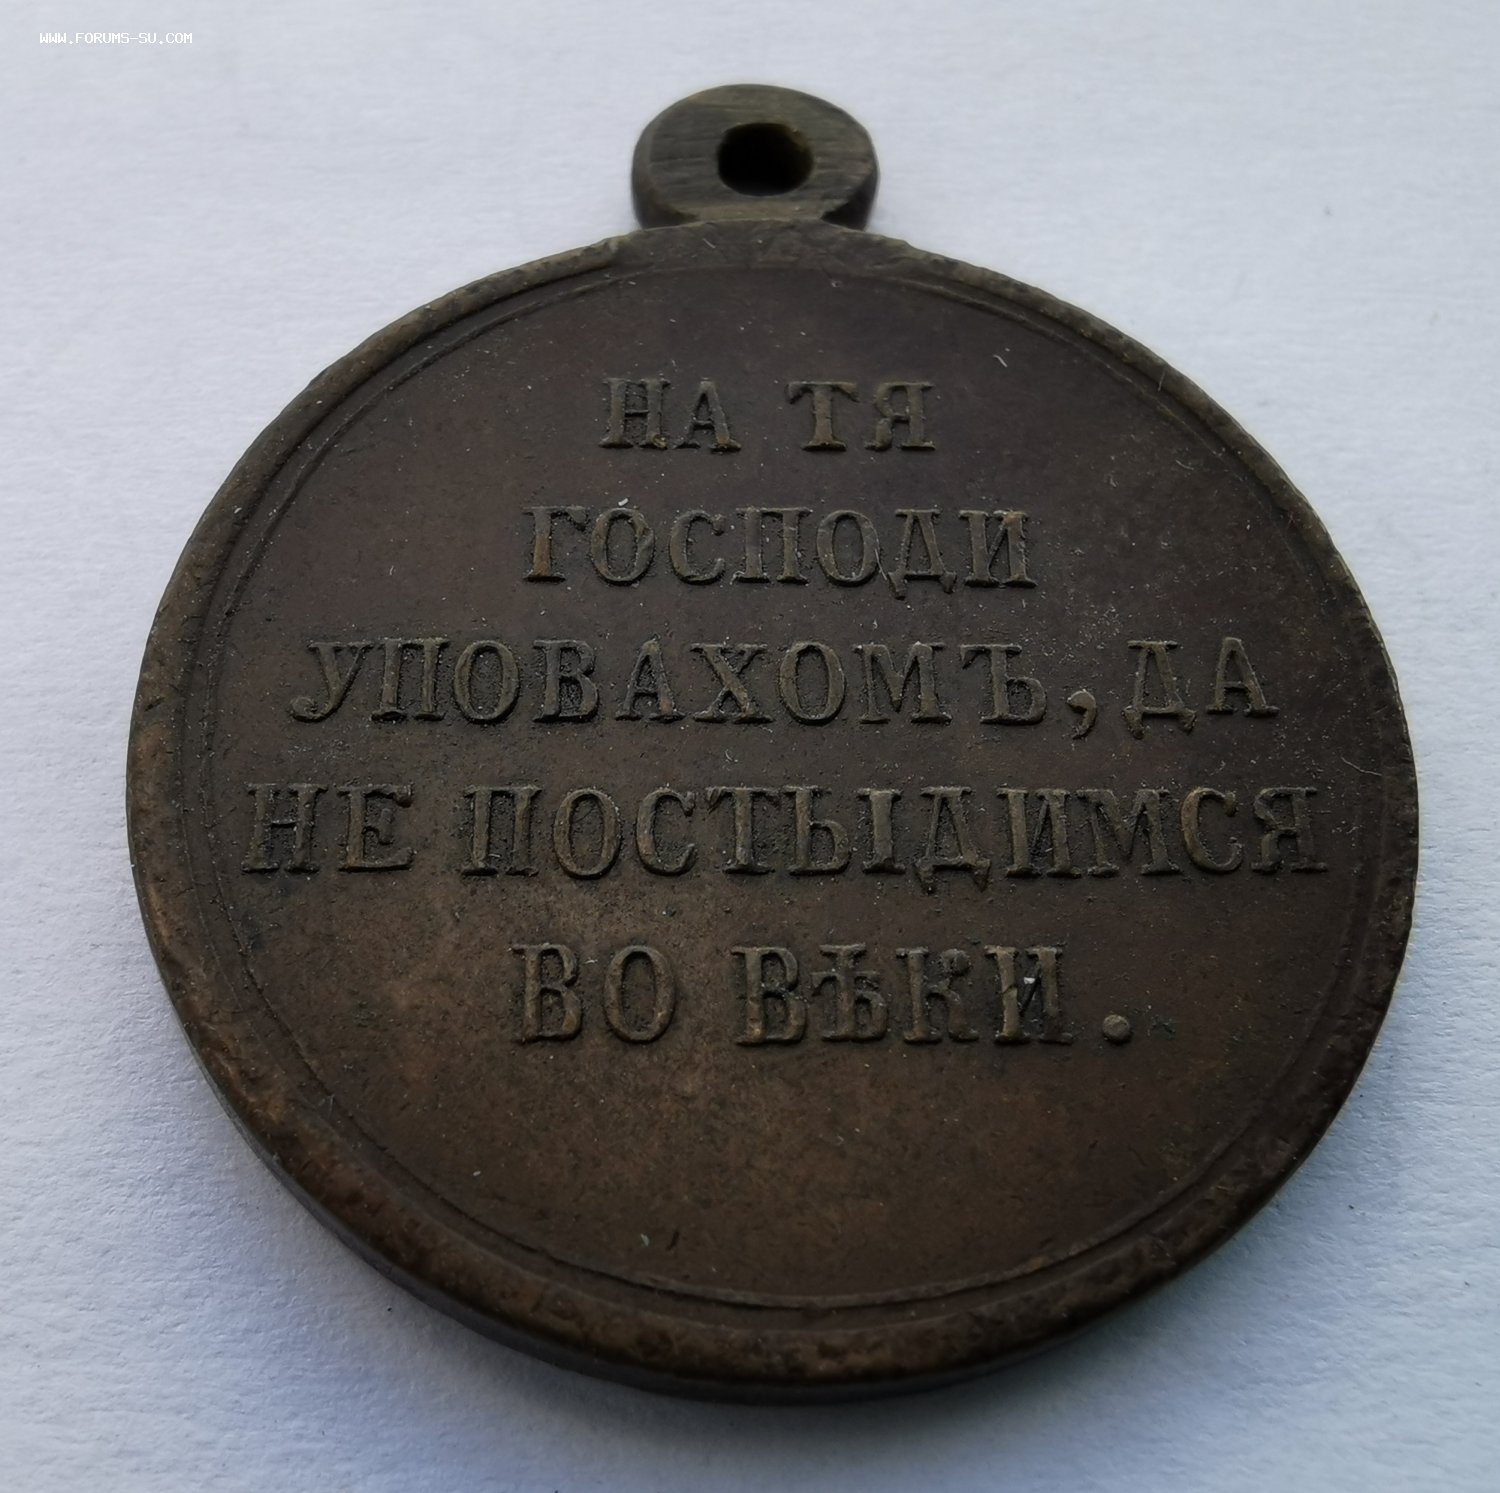 WWW.FORUMS-SU.COM
НА ТЯ
ГОСПОДИ
УПОВАХОМЪ, ДА
НЕ ПОСТЫДИМСЯ
ВО ВѢКИ.